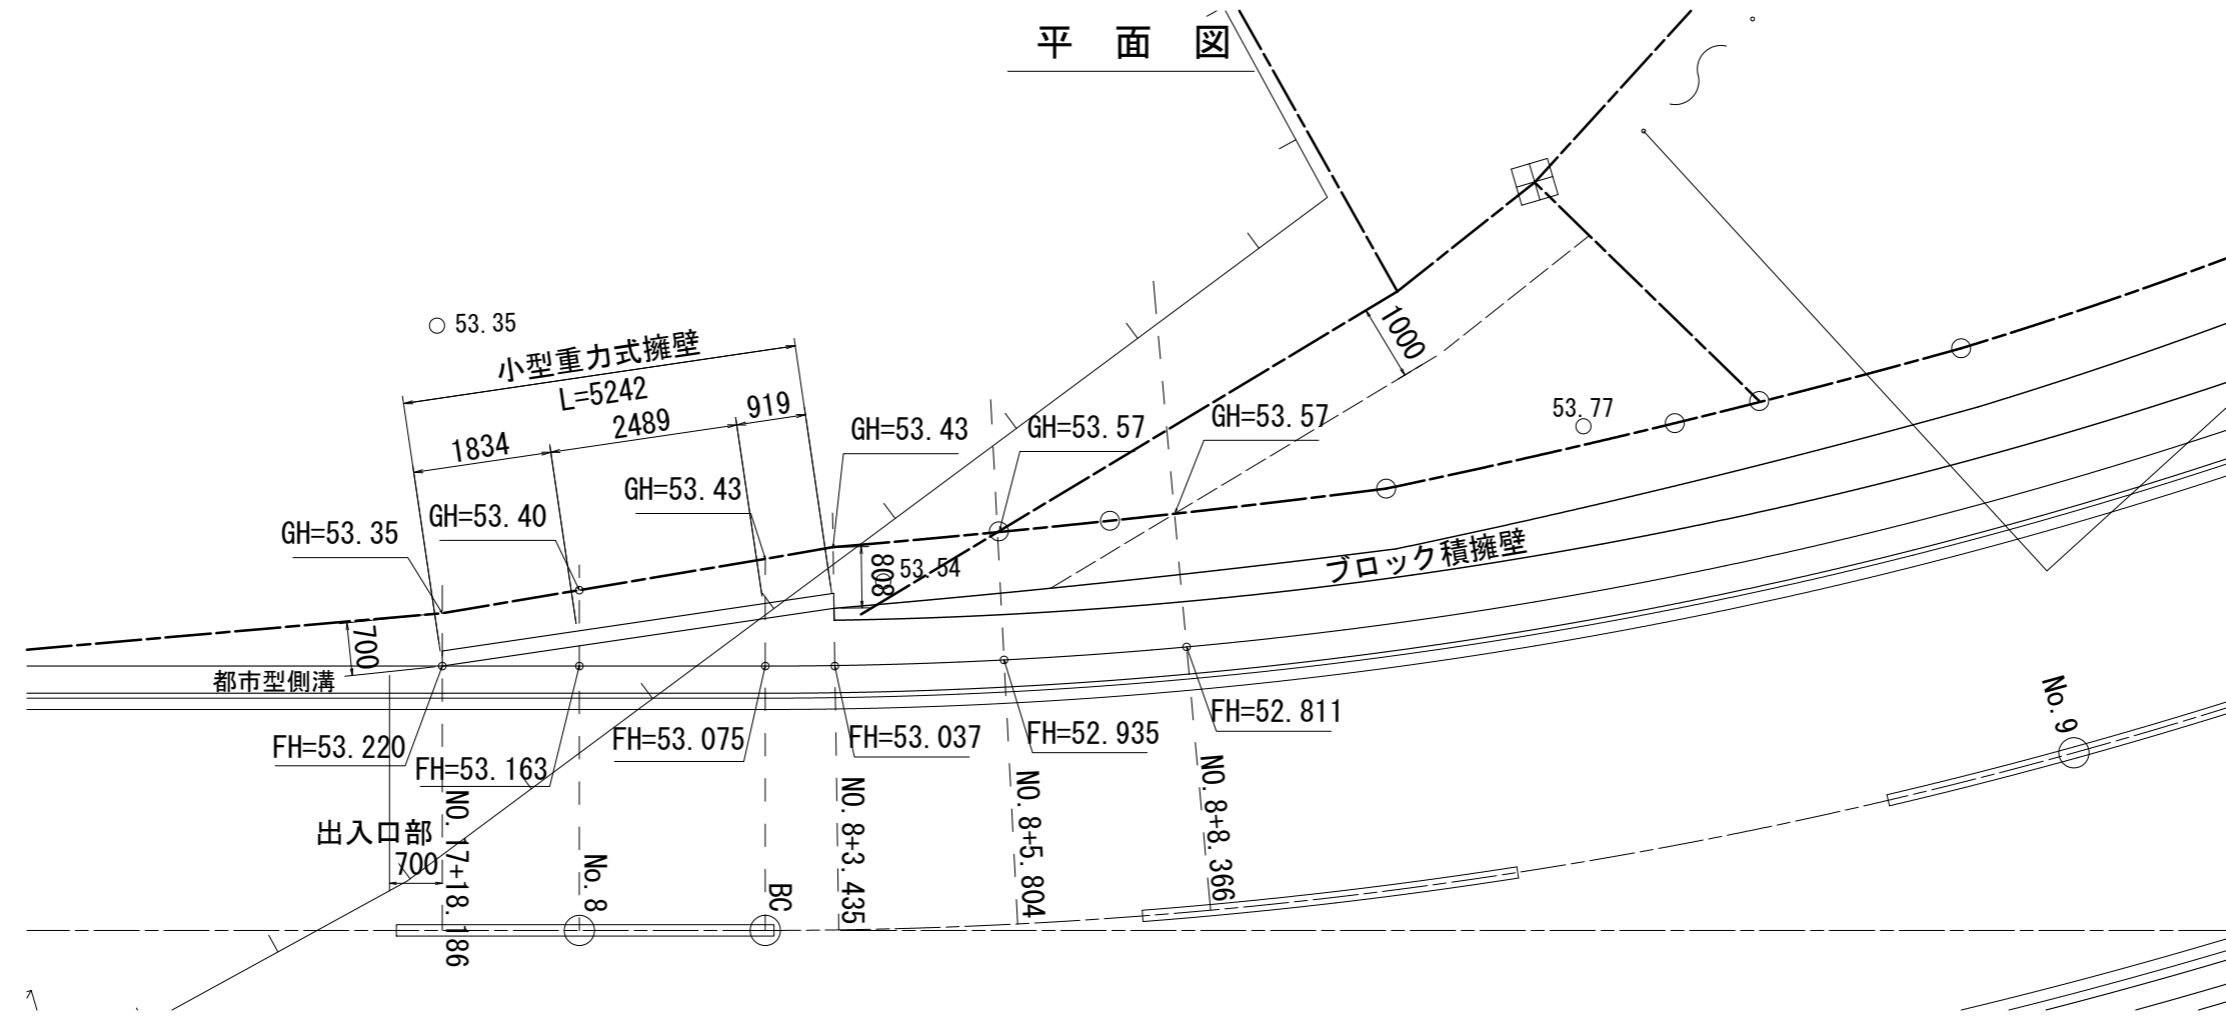 平 面 図
53.35
小型重力式擁壁
L=5242
1834
2489
919
GH=53.35
GH=53.40
GH=53.43
GH=53.43
GH=53.57
GH=53.57
1000
53.77
808
53.54
ブロック積擁壁
700
都市型側溝
FH=53.220
FH=53.163
FH=53.075
FH=53.037
FH=52.935
FH=52.811
出入口部
700
NO.17+18.186
No.8
BC
NO.8+3.435
NO.8+5.804
NO.8+8.366
No.9